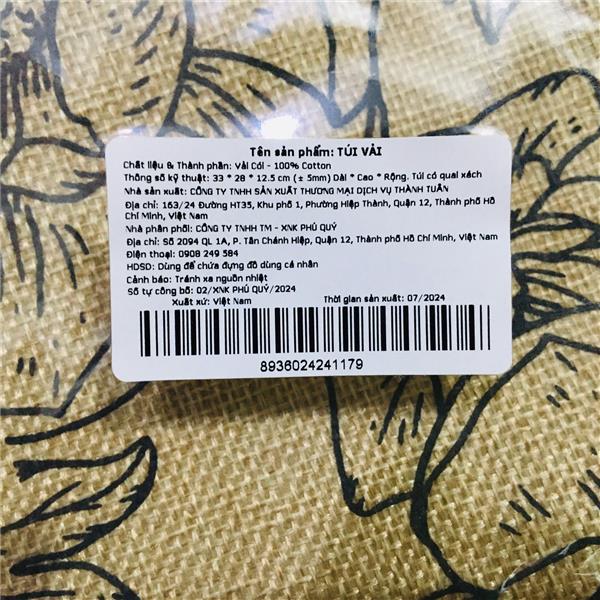 Tên sản phẩm: TÚI VẢI
Chất liệu & Thành phần: Vải Cói - 100% Cotton
Thông số kỹ thuật: 33 * 28 * 12.5 cm (± 5mm) Dài * Cao * Rộng. Túi có quai xách
Nhà sản xuất: CÔNG TY TNHH SẢN XUẤT THƯƠNG MẠI DỊCH VỤ THÀNH TUẤN
Địa chỉ: 163/24 Đường HT35, Khu phố 1, Phường Hiệp Thành, Quận 12, Thành phố Hồ
Chí Minh, Việt Nam
Nhà phân phối: CÔNG TY TNHH TM - XNK PHÚ QUÝ
Địa chỉ: Số 2094 QL 1A, P. Tân Chánh Hiệp, Quận 12, Thành phố Hồ Chí Minh, Việt Nam
Điện thoại: 0908 249 584
HDSD: Dùng để chứa đựng đồ dùng cá nhân
Cảnh báo: Tránh xa nguồn nhiệt
Số tự công bố: 02/XNK PHÚ QUÝ/2024
Xuất xứ: Việt Nam Thời gian sản xuất: 07/2024
8936024241179